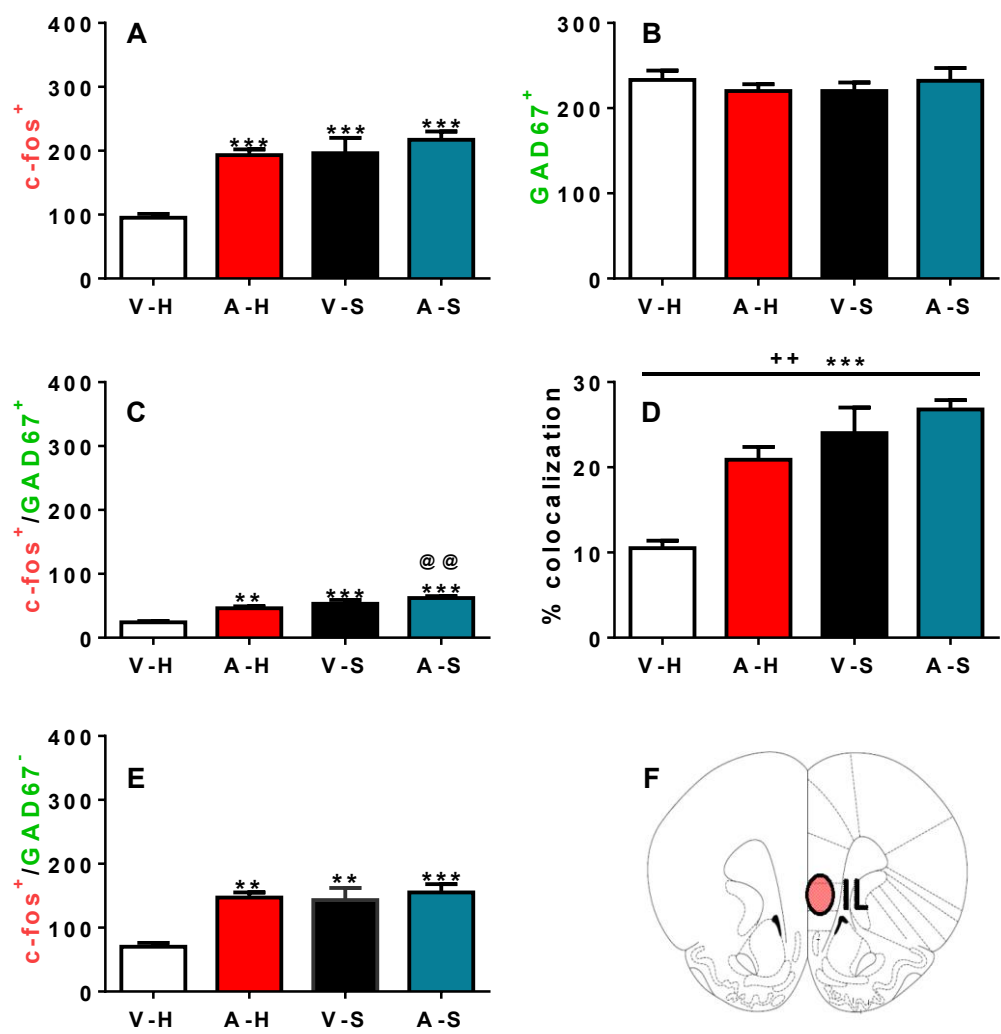 A
c-fos⁺
400
300
200
100
0
***
***
***
V-H
A-H
V-S
A-S
B
GAD67⁺
400
300
200
100
0
V-H
A-H
V-S
A-S
C
c-fos⁺/GAD67⁺
400
300
200
100
0
**
***
@@
***
V-H
A-H
V-S
A-S
++ ***
D
% colocalization
30
20
10
0
V-H
A-H
V-S
A-S
E
c-fos⁺/GAD67⁻
400
300
200
100
0
**
**
***
V-H
A-H
V-S
A-S
F
IL